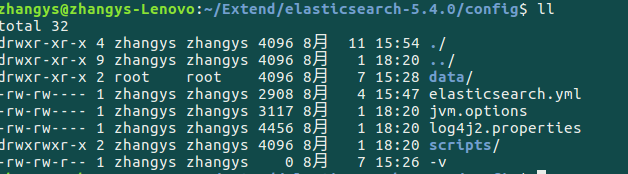 zhangys@zhangys-Lenovo:~/Extend/elasticsearch-5.4.0/config$ ll
total 32
drwxr-xr-x 4 zhangys zhangys 4096 8月 11 15:54 ./
drwxr-xr-x 9 zhangys zhangys 4096 8月 1 18:20 ../
drwxr-xr-x 2 root root 4096 8月 7 15:28 data/
-rw-rw---- 1 zhangys zhangys 2908 8月 4 15:47 elasticsearch.yml
-rw-rw---- 1 zhangys zhangys 3117 8月 1 18:20 jvm.options
-rw-rw---- 1 zhangys zhangys 4456 8月 1 18:20 log4j2.properties
drwxrwxr-x 2 zhangys zhangys 4096 8月 1 18:20 scripts/
-rw-rw-r-- 1 zhangys zhangys 0 8月 7 15:26 -v